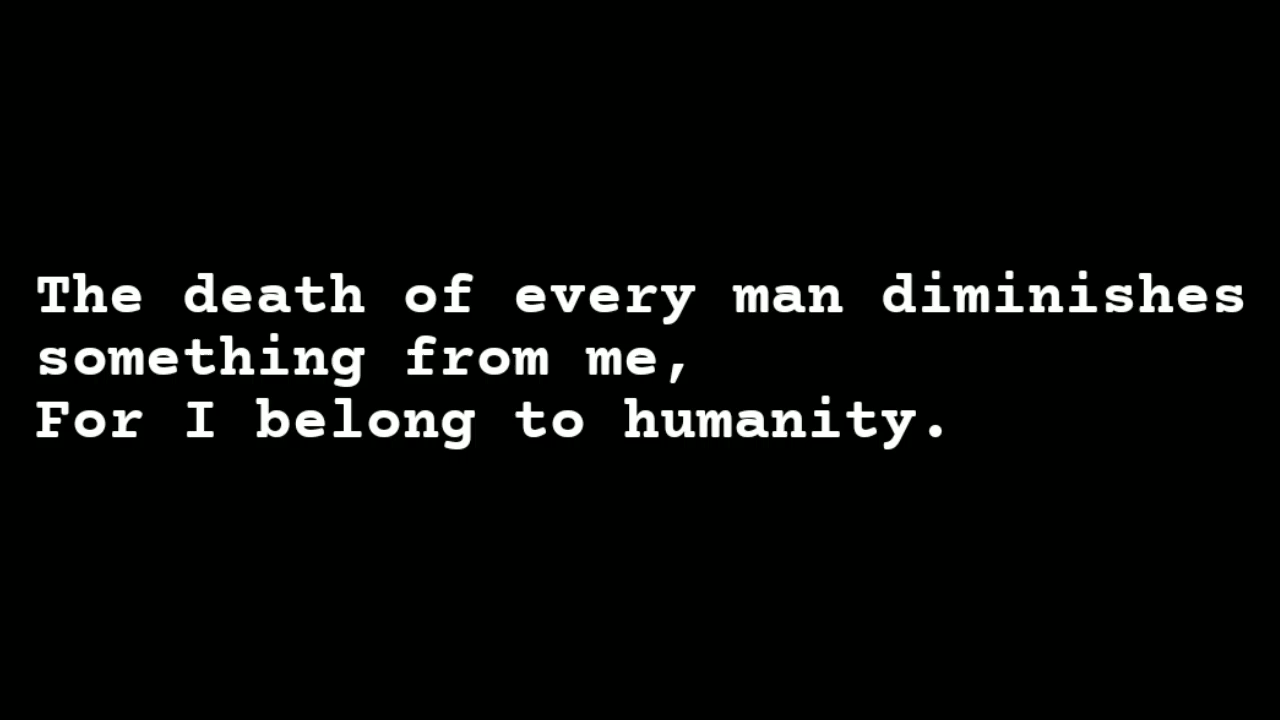 The death of every man diminishes
something from me,
For I belong to humanity.